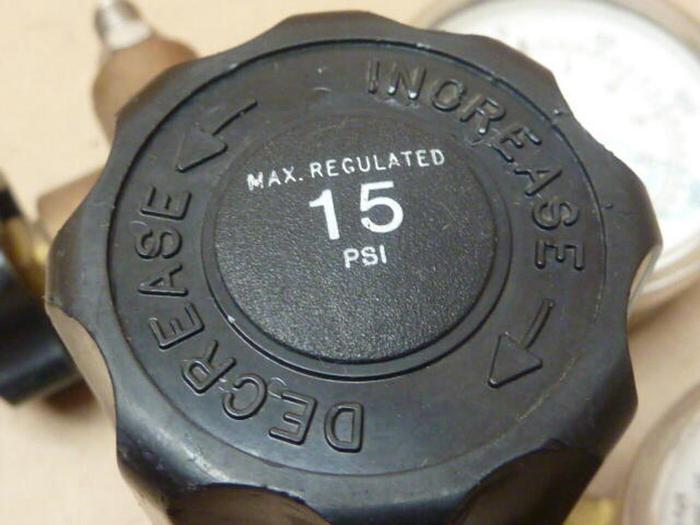 INCREASE
MAX. REGULATED
15
PSI
DECREASE